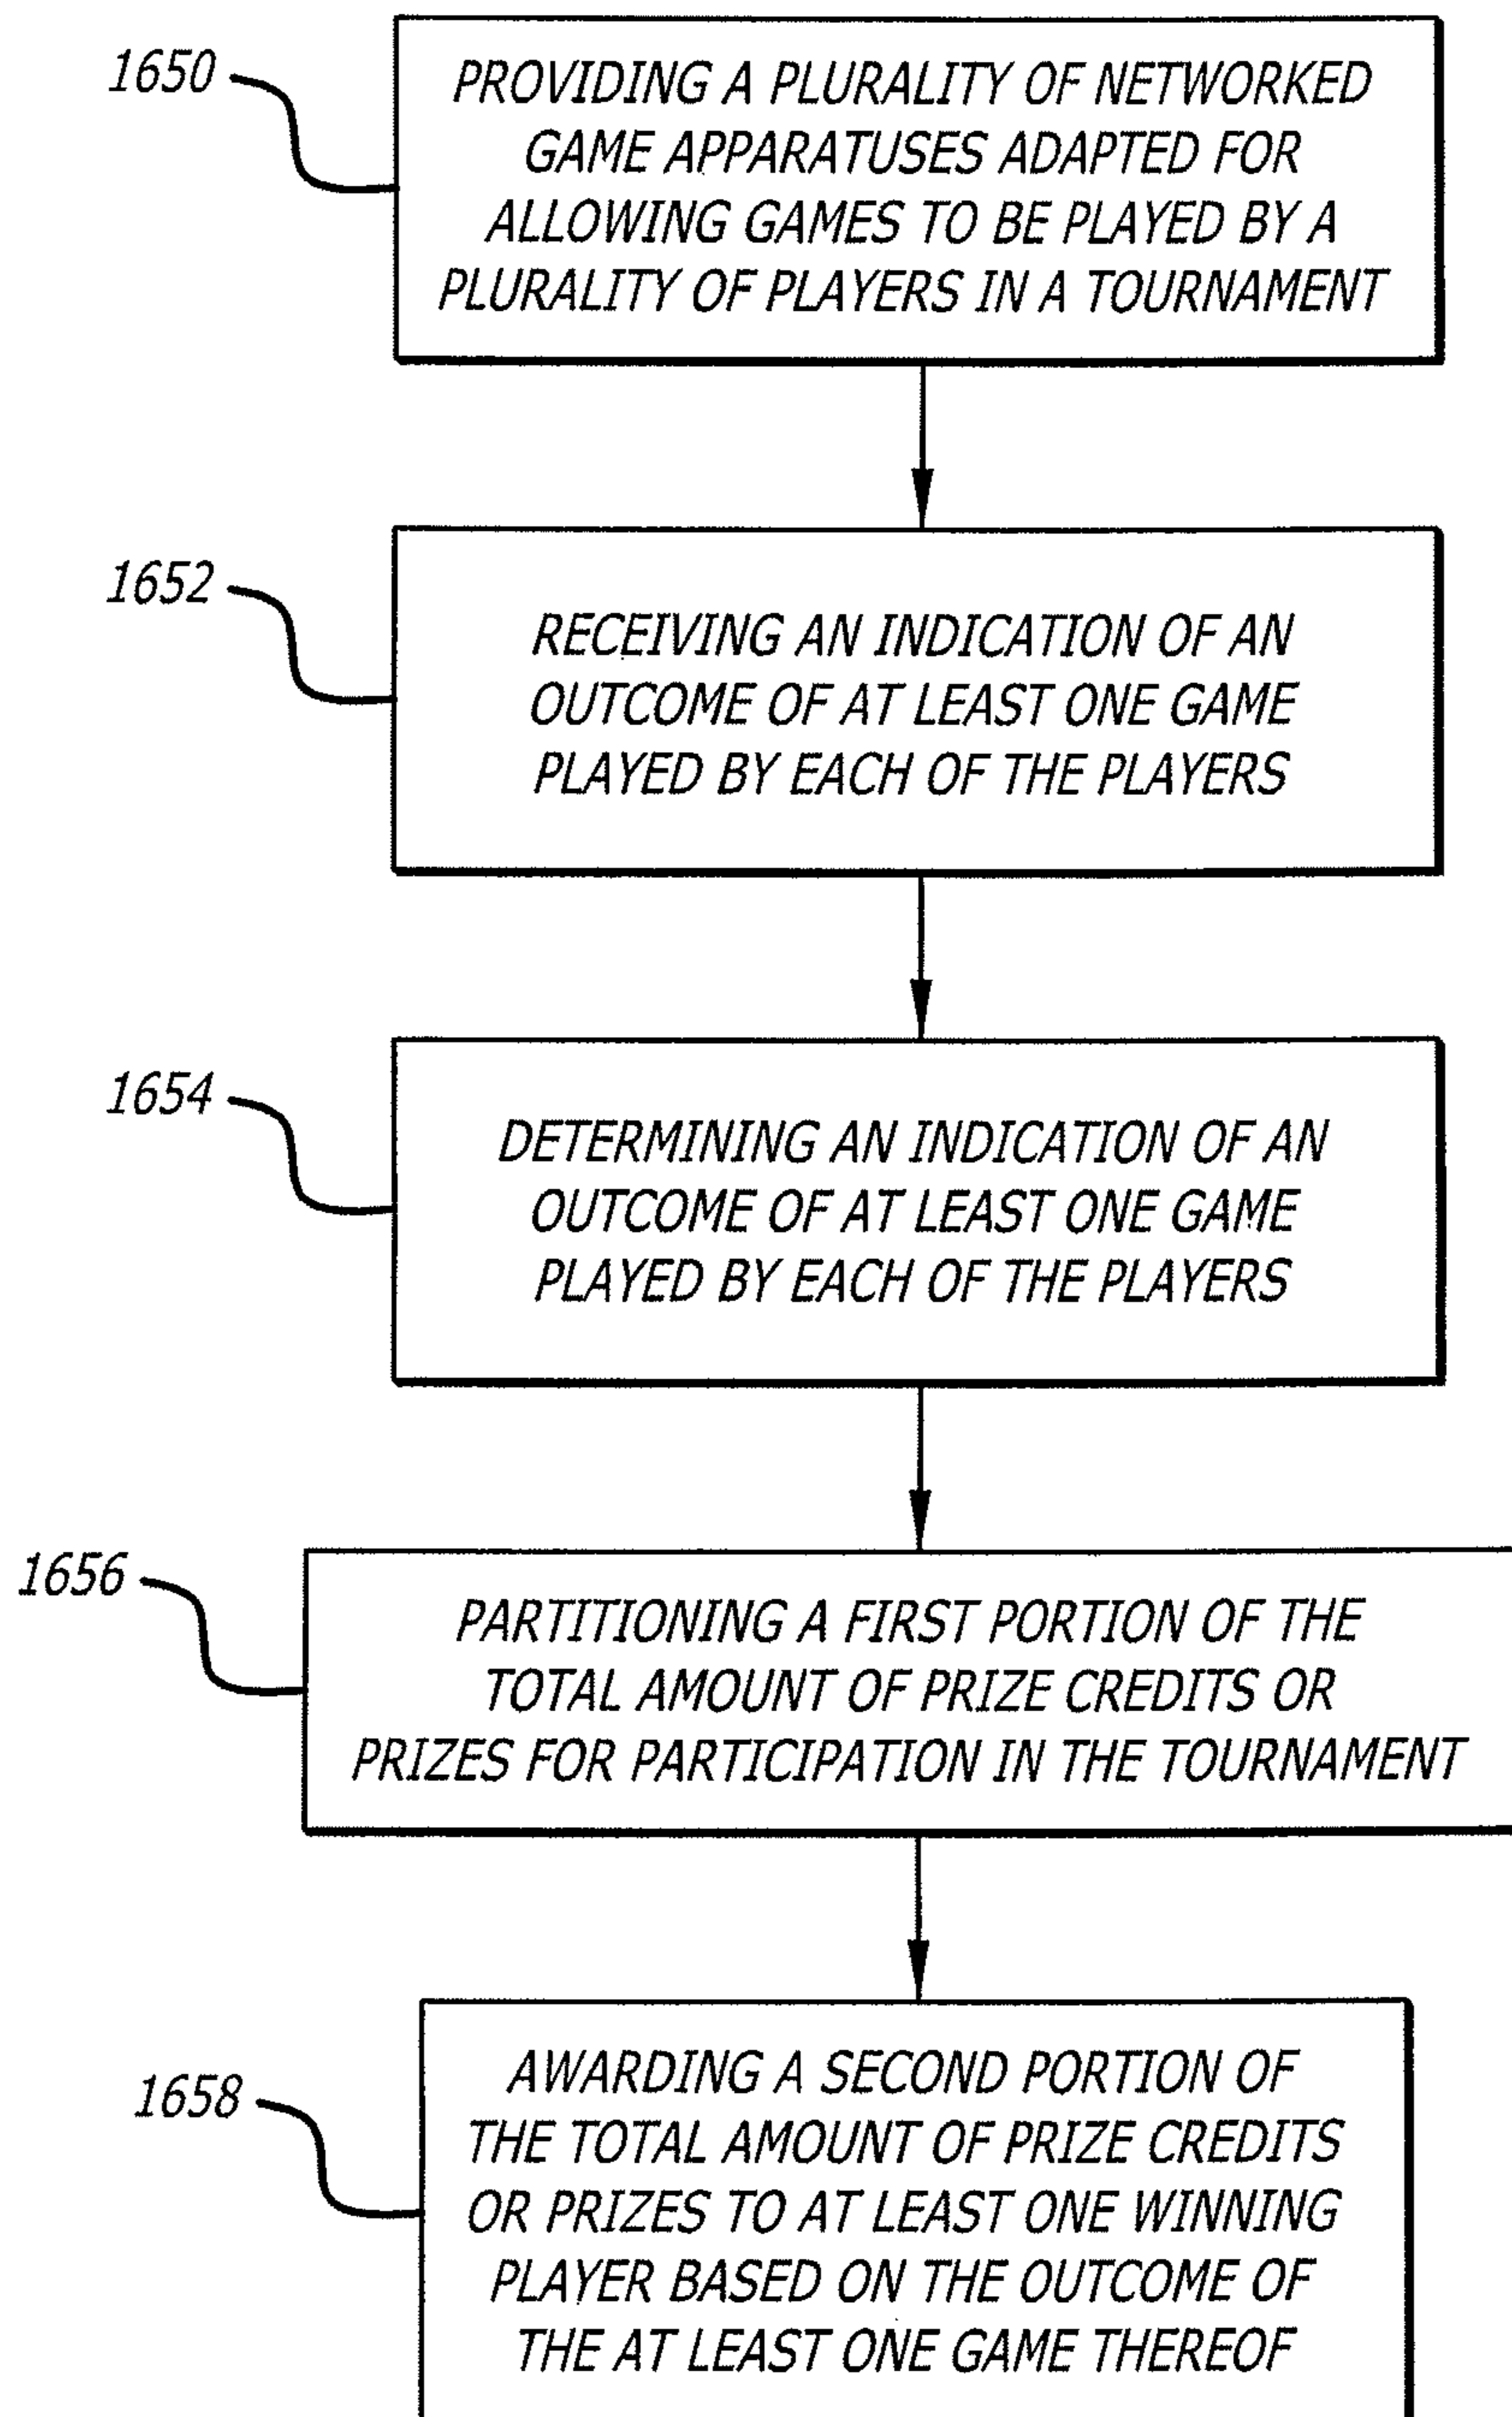 1650
PROVIDING A PLURALITY OF NETWORKED
GAME APPARATUSES ADAPTED FOR
ALLOWING GAMES TO BE PLAYED BY A
PLURALITY OF PLAYERS IN A TOURNAMENT
1652
RECEIVING AN INDICATION OF AN
OUTCOME OF AT LEAST ONE GAME
PLAYED BY EACH OF THE PLAYERS
1654
DETERMINING AN INDICATION OF AN
OUTCOME OF AT LEAST ONE GAME
PLAYED BY EACH OF THE PLAYERS
1656
PARTITIONING A FIRST PORTION OF THE
TOTAL AMOUNT OF PRIZE CREDITS OR
PRIZES FOR PARTICIPATION IN THE TOURNAMENT
1658
AWARDING A SECOND PORTION OF
THE TOTAL AMOUNT OF PRIZE CREDITS
OR PRIZES TO AT LEAST ONE WINNING
PLAYER BASED ON THE OUTCOME OF
THE AT LEAST ONE GAME THEREOF